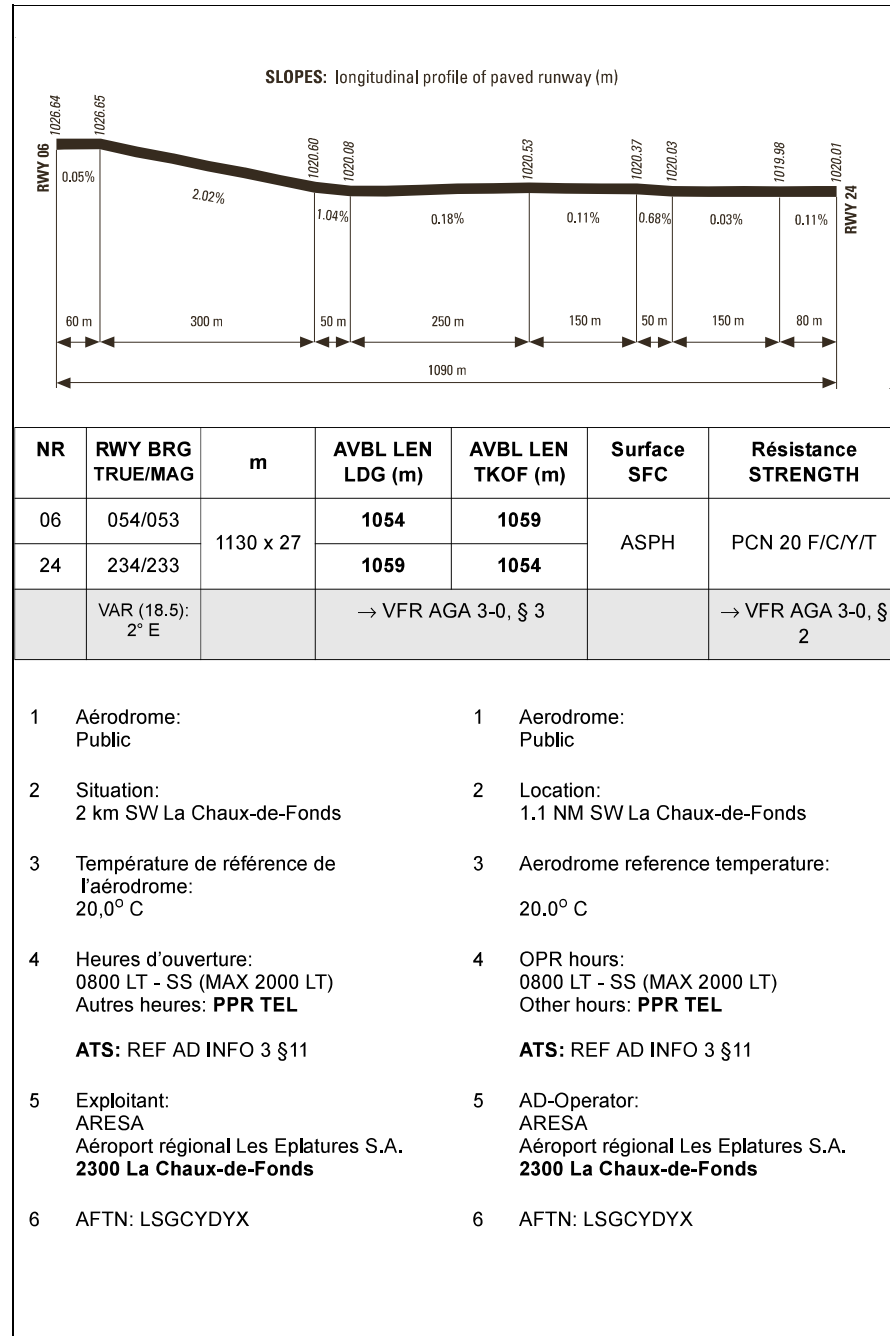 SLOPES: longitudinal profile of paved runway (m)
1026.64 1026.65 1020.60 1020.08 1020.53 1020.37 1020.03 1019.98 1020.01
RWY 06
RWY 24
0.05% 2.02% 1.04% 0.18% 0.11% 0.68% 0.03% 0.11%
60 m 300 m 50 m 250 m 150 m 50 m 150 m 80 m
1090 m
NR RWY BRG TRUE/MAG m AVBL LEN LDG (m) AVBL LEN TKOF (m) Surface SFC Résistance STRENGTH
06 054/053 1130 x 27 1054 1059 ASPH PCN 20 F/C/Y/T
24 234/233 1059 1054
VAR (18.5): 2° E → VFR AGA 3-0, § 3 → VFR AGA 3-0, § 2
1 Aérodrome:
Public
2 Situation:
2 km SW La Chaux-de-Fonds
3 Température de référence de
l'aérodrome:
20,0° C
4 Heures d'ouverture:
0800 LT - SS (MAX 2000 LT)
Autres heures: PPR TEL
ATS: REF AD INFO 3 §11
5 Exploitant:
ARESA
Aéroport régional Les Eplatures S.A.
2300 La Chaux-de-Fonds
6 AFTN: LSGCYDYX
1 Aerodrome:
Public
2 Location:
1.1 NM SW La Chaux-de-Fonds
3 Aerodrome reference temperature:
20.0° C
4 OPR hours:
0800 LT - SS (MAX 2000 LT)
Other hours: PPR TEL
ATS: REF AD INFO 3 §11
5 AD-Operator:
ARESA
Aéroport régional Les Eplatures S.A.
2300 La Chaux-de-Fonds
6 AFTN: LSGCYDYX